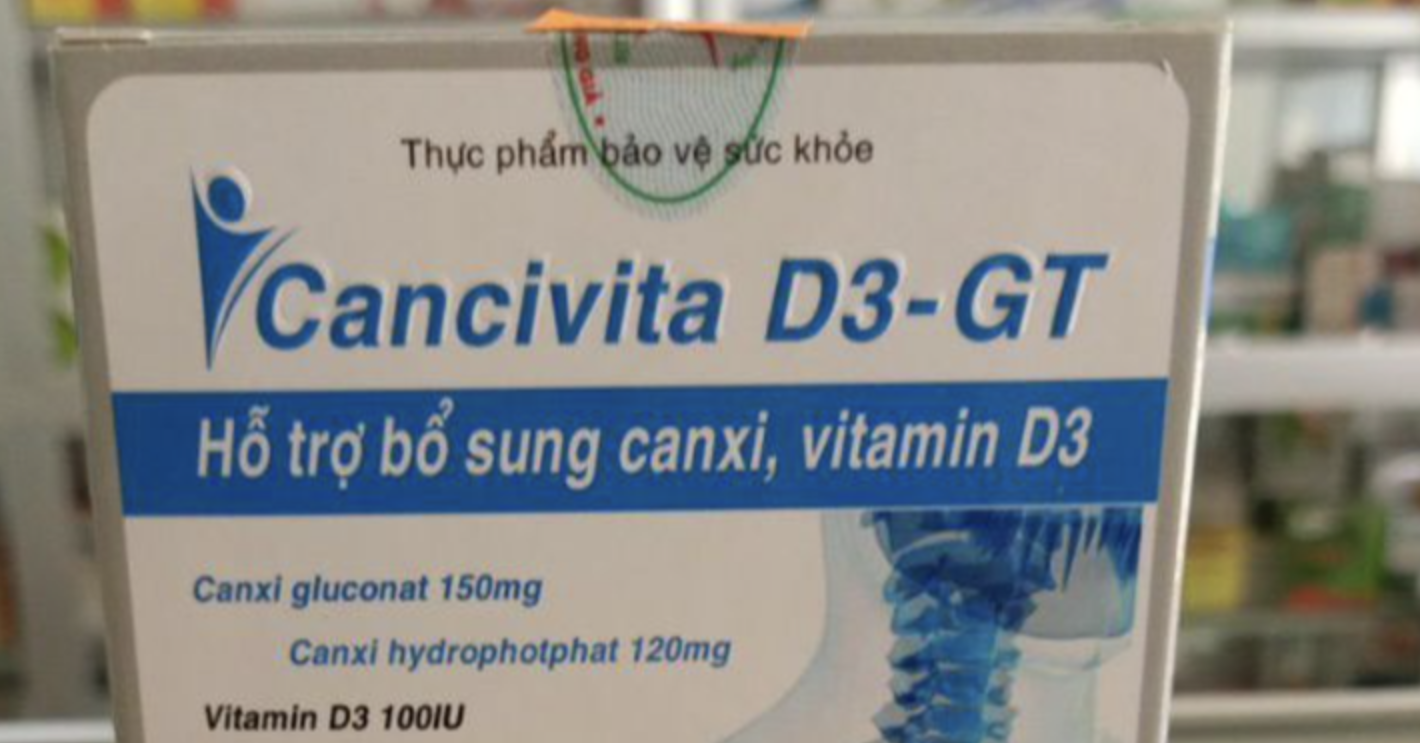 Thực phẩm bảo vệ sức khỏe
Cancivita D3-GT
Hỗ trợ bổ sung canxi, vitamin D3
Canxi gluconat 150mg
Canxi hydrophotphat 120mg
Vitamin D3 100IU